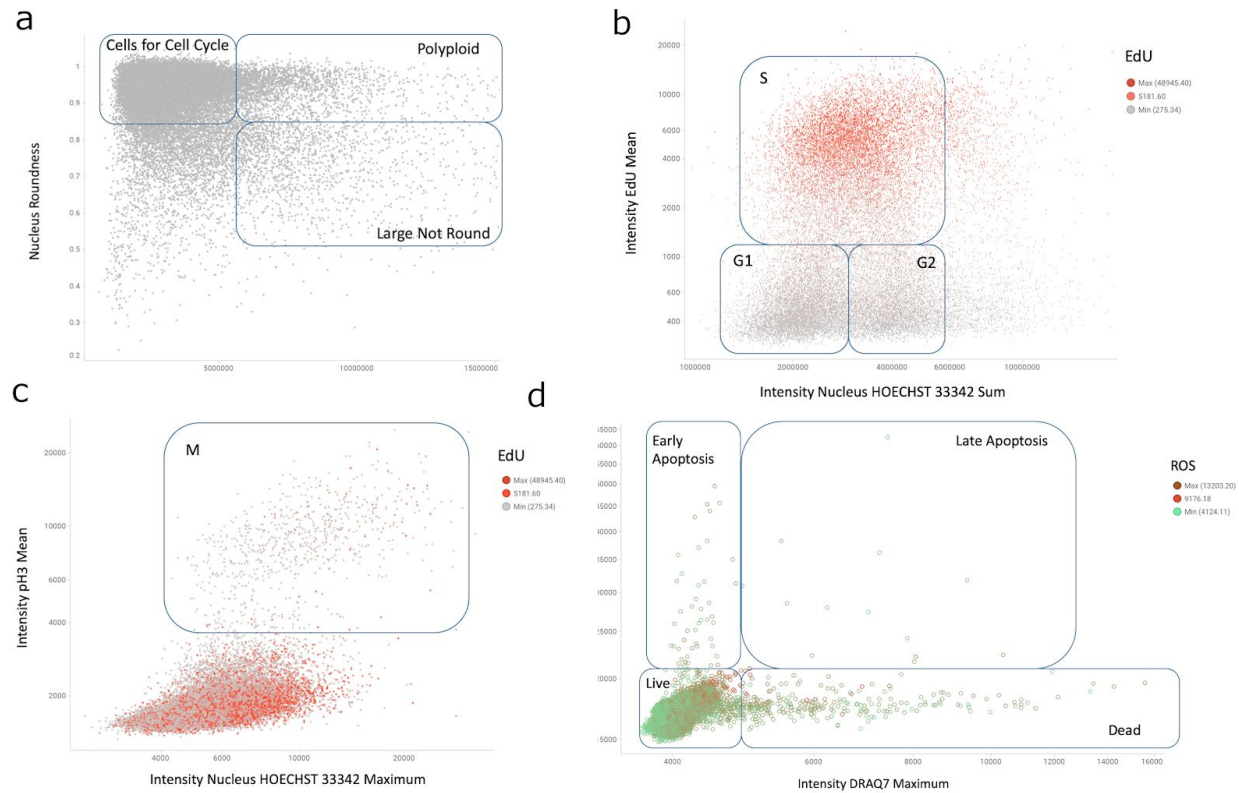 a
Cells for Cell Cycle
Polyploid
Large Not Round
Nucleus Roundness
1
0.9
0.8
0.7
0.6
0.5
0.4
0.3
0.2
5000000
10000000
15000000
b
S
G1
G2
Intensity EdU Mean
20000
10000
6000
4000
2000
1000
600
400
1000000
2000000
4000000
6000000
10000000
Intensity Nucleus HOECHST 33342 Sum
EdU
Max (48945.40)
5181.60
Min (275.34)
c
M
Intensity pH3 Mean
20000
10000
6000
4000
2000
4000
6000
10000
20000
Intensity Nucleus HOECHST 33342 Maximum
EdU
Max (48945.40)
5181.60
Min (275.34)
d
Early
Apoptosis
Late Apoptosis
Live
Dead
10000
5000
4000
6000
8000
10000
12000
14000
16000
Intensity DRAQ7 Maximum
ROS
Max (13203.20)
9176.18
Min (4124.11)